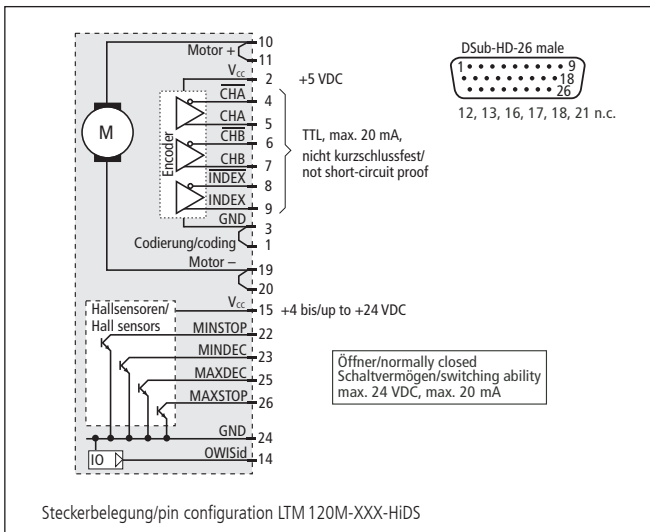 Motor + 10
11
Vcc 2 +5 VDC
CHA 4
CHA 5
CHB 6
CHB 7
INDEX 8
INDEX 9
GND 3
Codierung/coding 1
Motor – 19
20
M
Encoder
TTL, max. 20 mA,
nicht kurzschlussfest/
not short-circuit proof
DSub-HD-26 male
1 9
18
26
12, 13, 16, 17, 18, 21 n.c.
Hallsensoren/
Hall sensors
Vcc 15 +4 bis/up to +24 VDC
MINSTOP 22
MINDEC 23
MAXDEC 25
MAXSTOP 26
GND 24
IO OWISid 14
Öffner/normally closed
Schaltvermögen/switching ability
max. 24 VDC, max. 20 mA
Steckerbelegung/pin configuration LTM 120M-XXX-HiDS